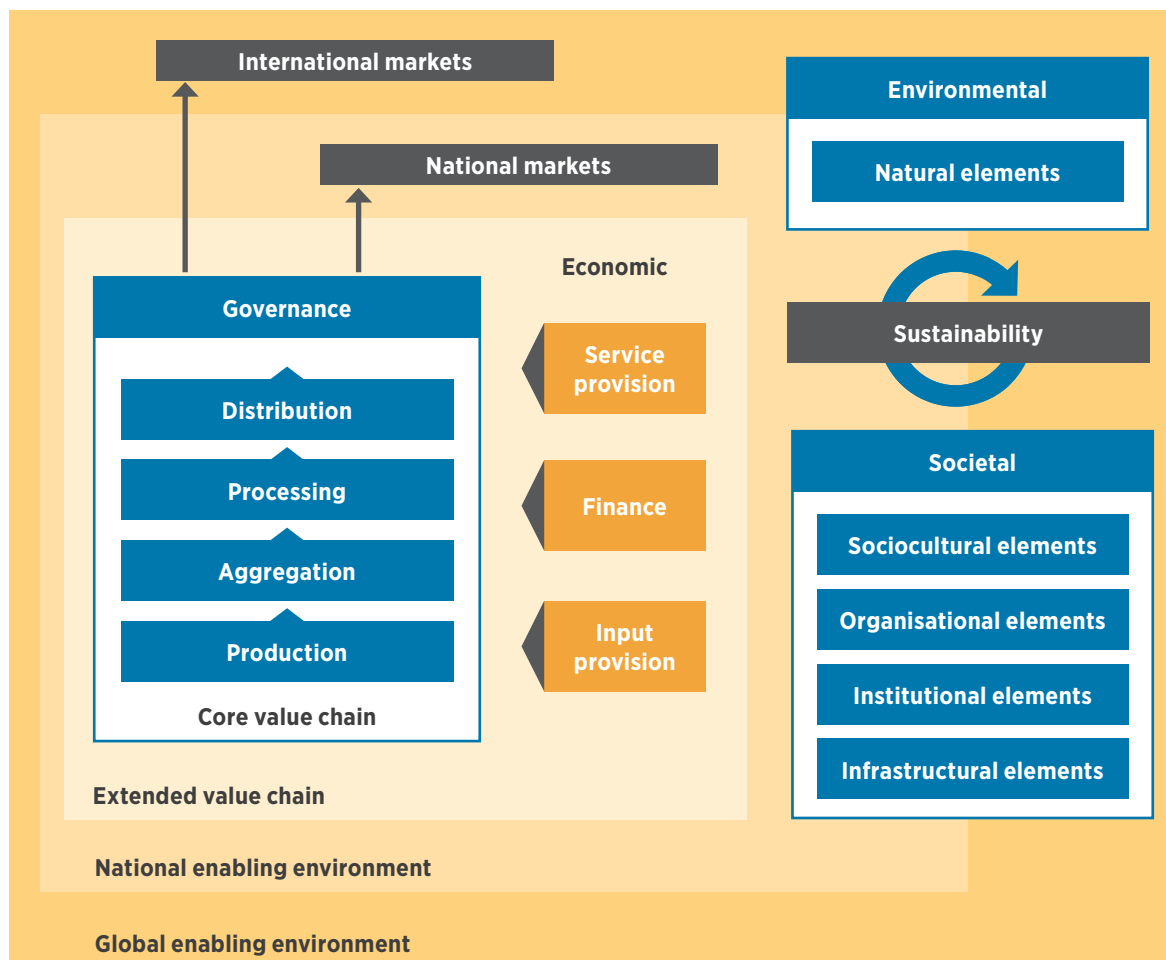 International markets
National markets
Economic
Governance
Distribution
Processing
Aggregation
Production
Core value chain
Service
provision
Finance
Input
provision
Extended value chain
National enabling environment
Global enabling environment
Environmental
Natural elements
Sustainability
Societal
Sociocultural elements
Organisational elements
Institutional elements
Infrastructural elements